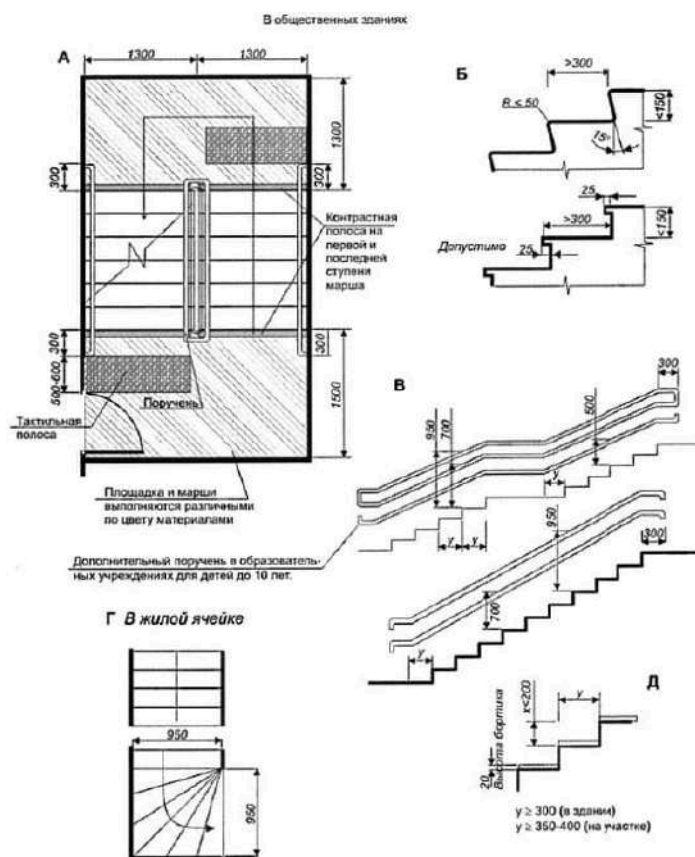 В общественных зданиях
А
1300
1300
1300
300
300
Контрастная
полоса на
первой и
последней
ступени
марша
300
300
500-600
1500
Поручень
Тактильная
полоса
Площадка и марши
выполняются различными
по цвету материалами
Дополнительный поручень в образователь-
ных учреждениях для детей до 10 лет.
Б
>300
R ≤ 50
<150
15°
25
>300
<150
25
Допустимо
В
300
950
700
500
y
950
y
y
300
700
y
Г В жилой ячейке
950
950
Д
x<200
y
Высота бортика
20
y ≥ 300 (в здании)
y ≥ 350-400 (на участке)